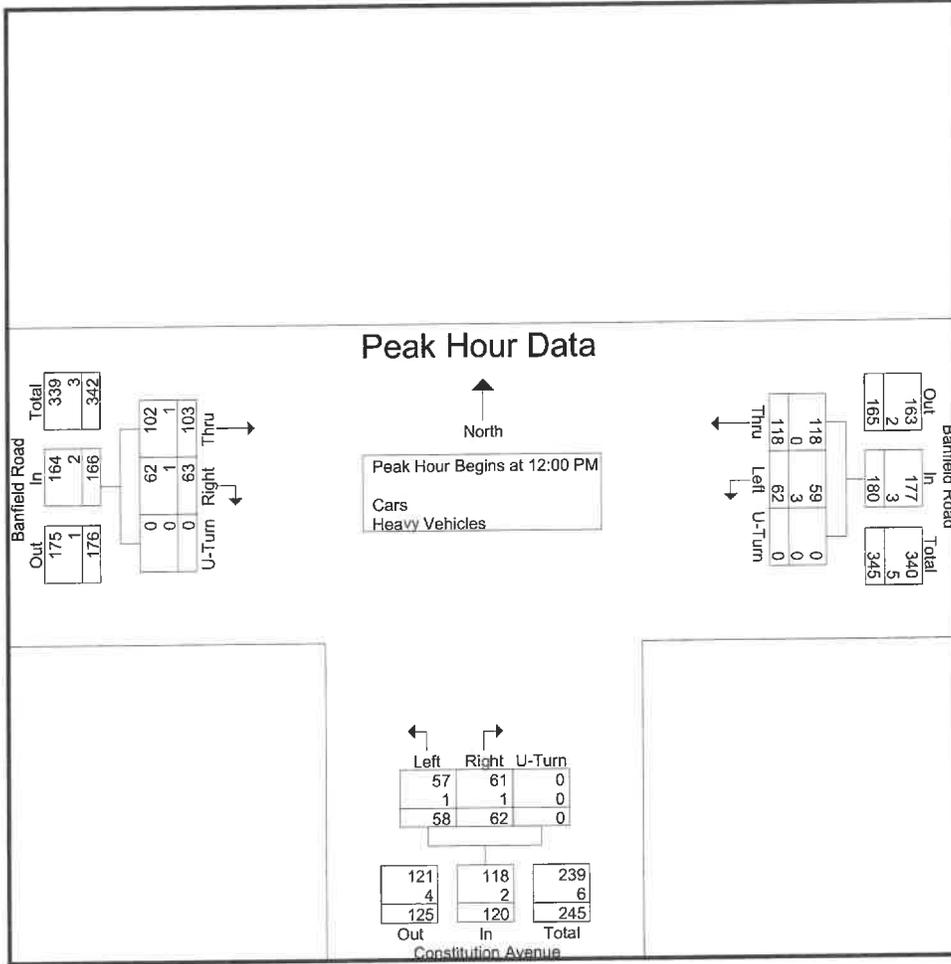 Peak Hour Data
North
Peak Hour Begins at 12:00 PM
Cars
Heavy Vehicles
Banfield Road
Out In Total
175 164 339
1 2 3
176 166 342
U-Turn Right Thru
0 62 102
0 1 1
0 63 103
Banfield Road
Out In Total
163 177 340
2 3 5
165 180 345
118 59 0
0 3 0
118 62 0
Thru Left U-Turn
Left Right U-Turn
57 61 0
1 1 0
58 62 0
121 118 239
4 2 6
125 120 245
Out In Total
Constitution Avenue